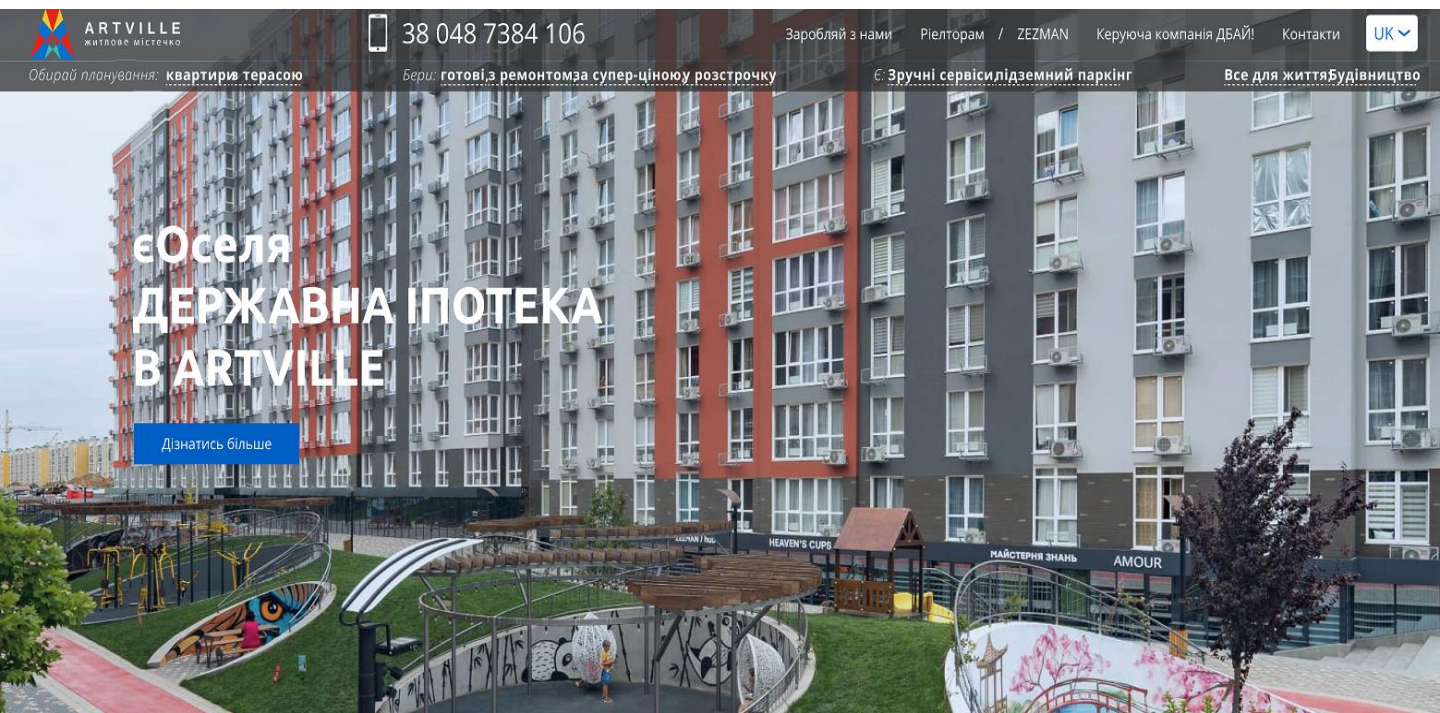 ARTVILLE
житлове містечко
38 048 7384 106
Заробляй з нами Ріелторам / ZEZMAN Керуюча компанія ДБАЙ! Контакти UK
Обирай планування: квартири, з терасою Бери: готові, з ремонтом, за супер-ціною, у розстрочку Є: Зручні сервіси, підземний паркінг Все для життя, Будівництво
єОселя
ДЕРЖАВНА ІПОТЕКА
В ARTVILLE
Дізнатись більше
ZEZMAN / HEAVEN'S CUPS МАЙСТЕРНЯ ЗНАНЬ AMOUR